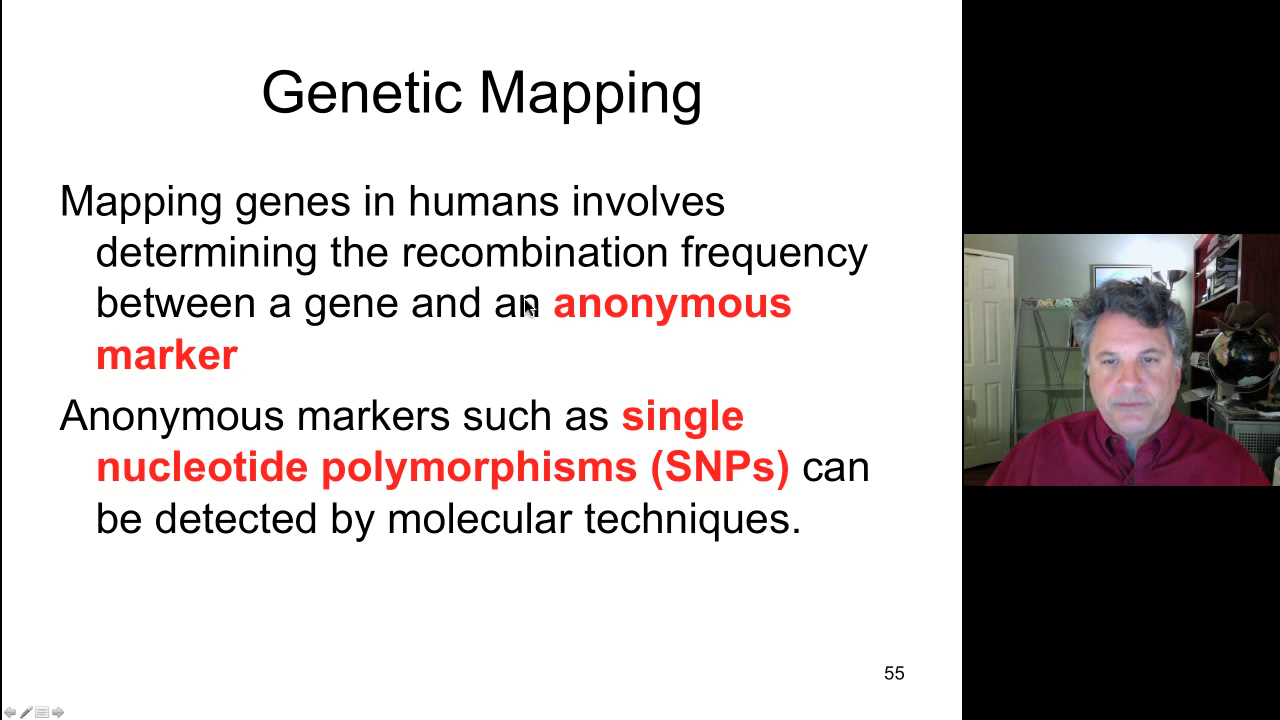 Genetic Mapping
Mapping genes in humans involves
determining the recombination frequency
between a gene and an anonymous
marker
Anonymous markers such as single
nucleotide polymorphisms (SNPs) can
be detected by molecular techniques.
55